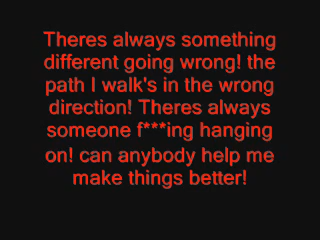 Theres always something
different going wrong! the
path I walk's in the wrong
direction! Theres always
someone f***ing hanging
on! can anybody help me
make things better!